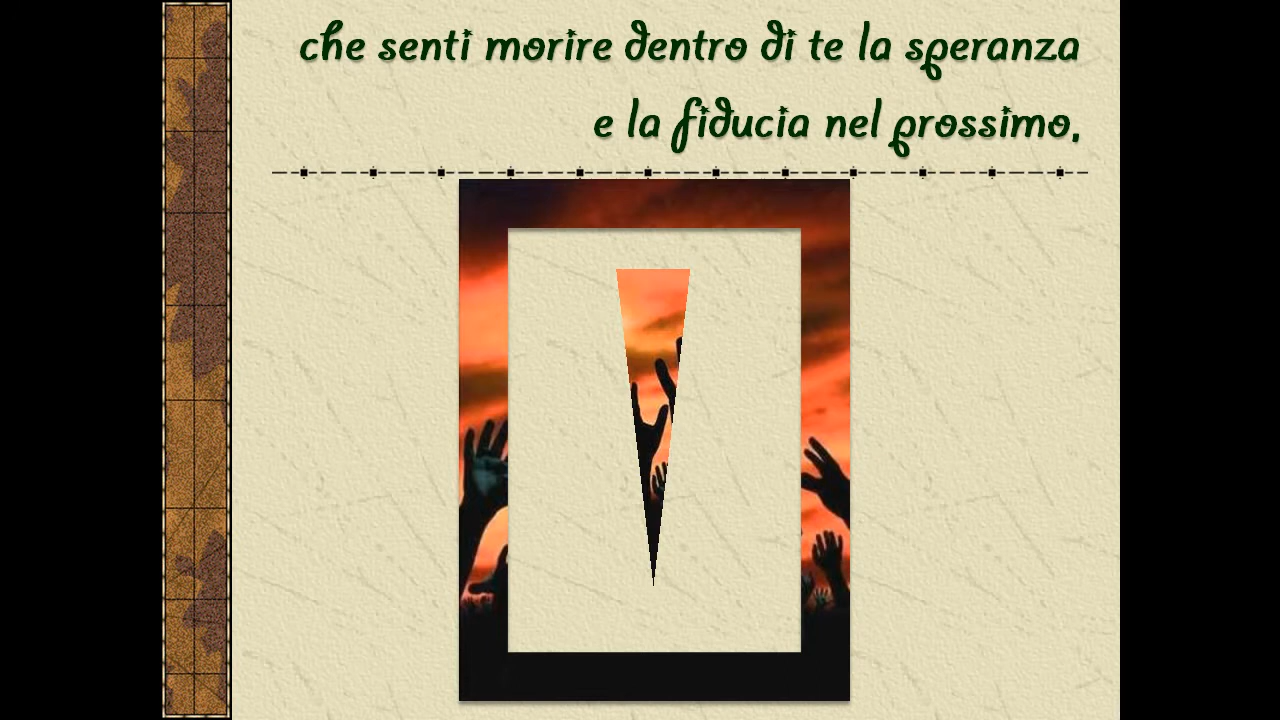 che senti morire dentro di te la speranza
e la fiducia nel prossimo,